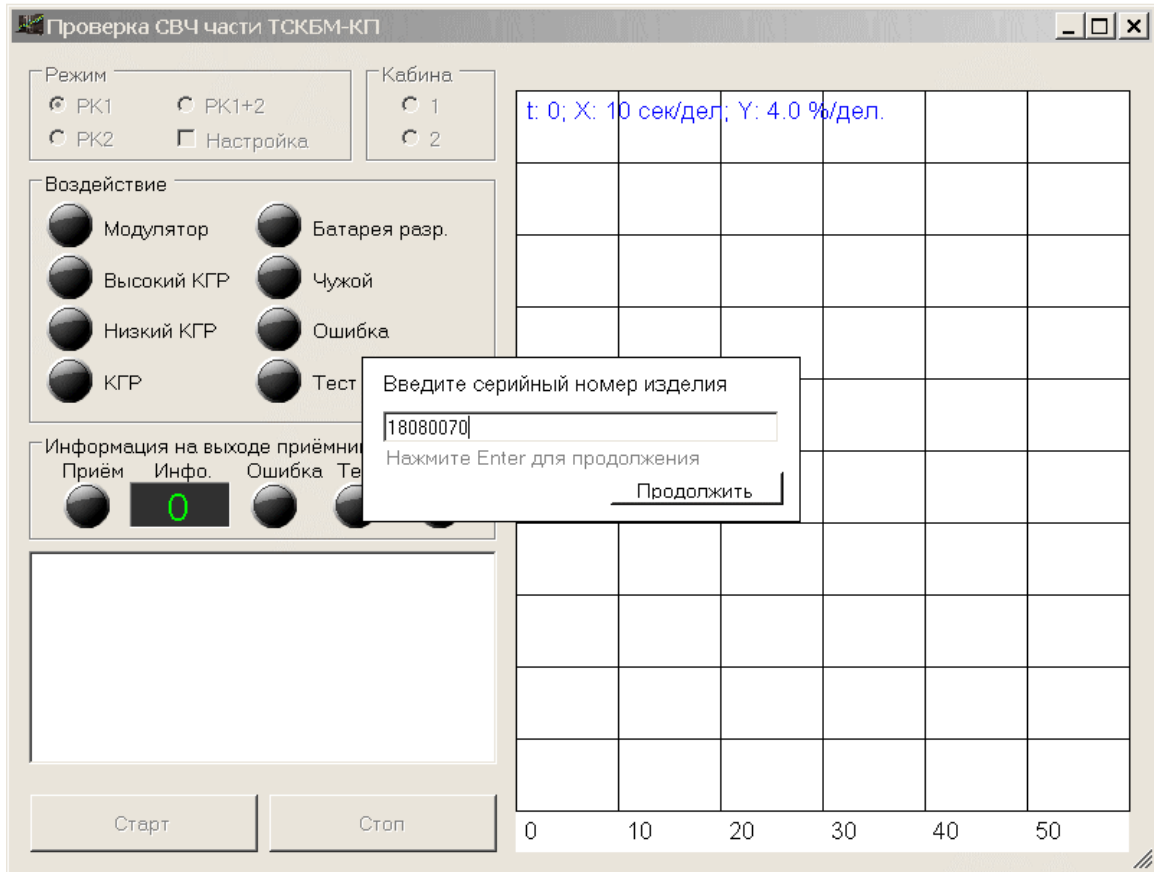 Проверка СВЧ части ТСКБМ-КП
Режим
РК1
РК1+2
РК2
Настройка
Кабина
1
2
t: 0; X: 10 сек/дел; Y: 4.0 %/дел.
Воздействие
Модулятор
Батарея разр.
Высокий КГР
Чужой
Низкий КГР
Ошибка
КГР
Тест
Введите серийный номер изделия
18080070
Нажмите Enter для продолжения
Продолжить
Информация на выходе приёмни
Приём Инфо. Ошибка Те
0
Старт
Стоп
0 10 20 30 40 50